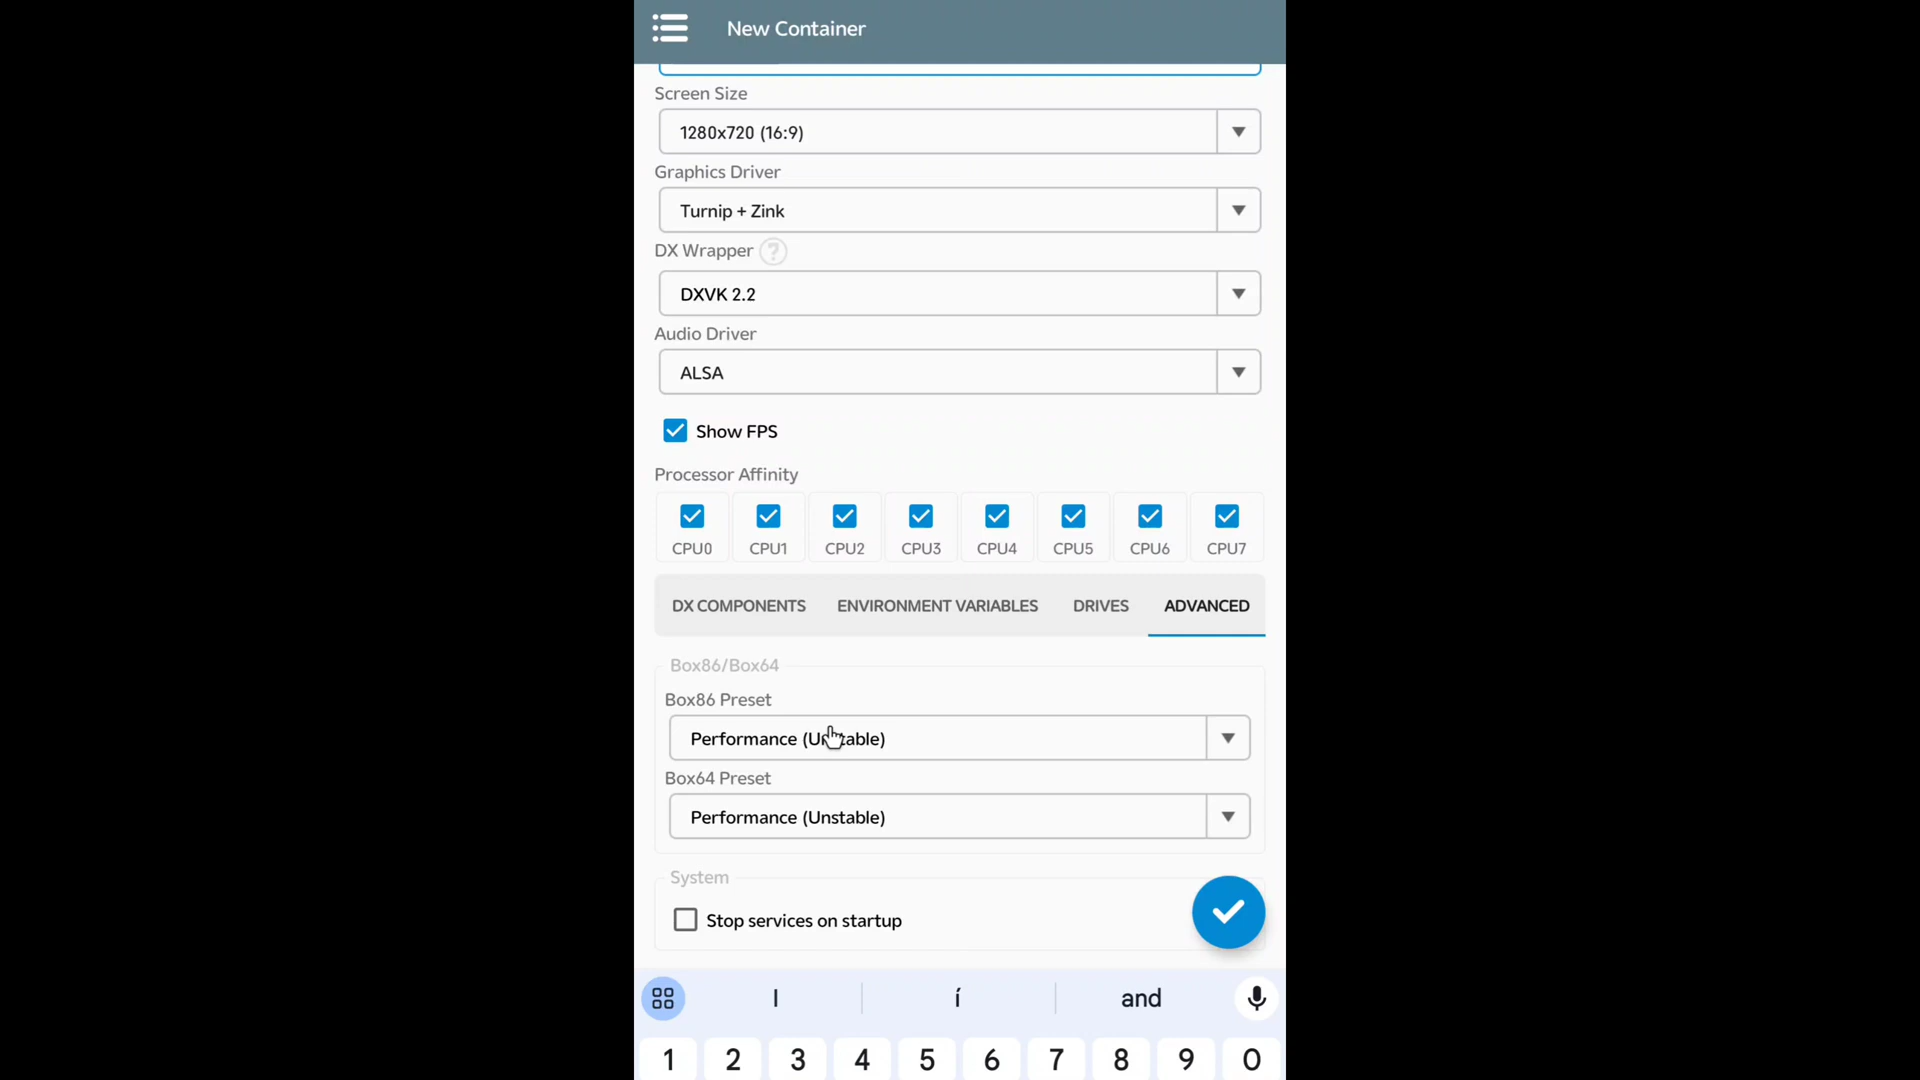 New Container
Screen Size
1280x720 (16:9)
Graphics Driver
Turnip + Zink
DX Wrapper ?
DXVK 2.2
Audio Driver
ALSA
Show FPS
Processor Affinity
CPU0 CPU1 CPU2 CPU3 CPU4 CPU5 CPU6 CPU7
DX COMPONENTS ENVIRONMENT VARIABLES DRIVES ADVANCED
Box86/Box64
Box86 Preset
Performance (Unstable)
Box64 Preset
Performance (Unstable)
System
Stop services on startup
I í and
1 2 3 4 5 6 7 8 9 0